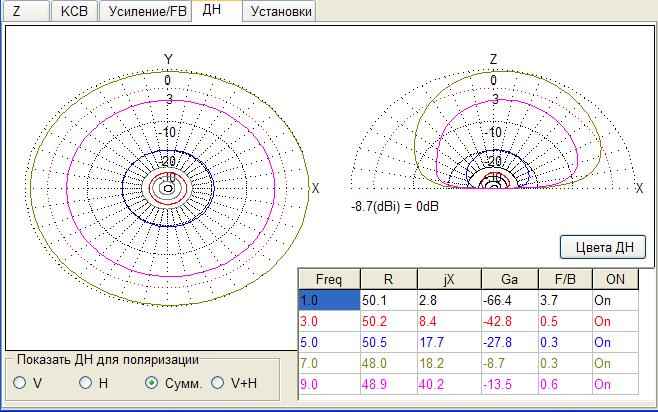 Z КСВ Усиление/FB ДН Установки
Y Z
0 0
-3 -3
-10 -10
-20 -20
-30 -30
X X
-8.7(dBi) = 0dB
Цвета ДН
Freq R jX Ga F/B ON
1.0 50.1 2.8 -66.4 3.7 On
3.0 50.2 8.4 -42.8 0.5 On
5.0 50.5 17.7 -27.8 0.3 On
7.0 48.0 18.2 -8.7 0.3 On
9.0 48.9 40.2 -13.5 0.6 On
Показать ДН для поляризации
V H Сумм. V+H